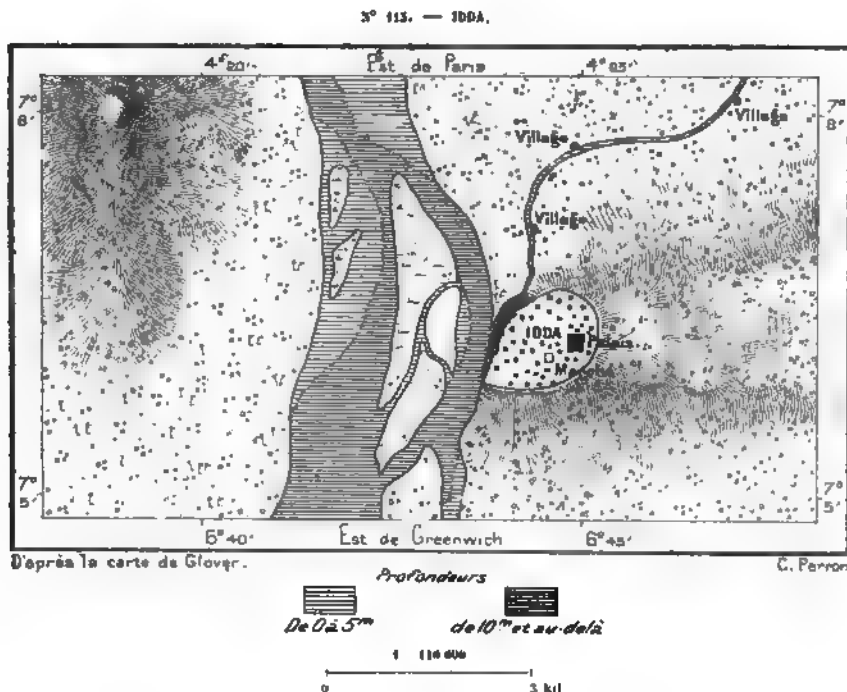 N° 113. — IDDA.
4° 20'
Est de Paris
4° 25'
7°
8'
7°
8'
Village
Village
Village
IDDA
Palais
Marché
7°
5'
7°
5'
6° 40'
Est de Greenwich
6° 45'
D'après la carte de Glover.
C. Perron
Profondeurs
De 0 à 5m
de 10m et au-delà
0
3 kil